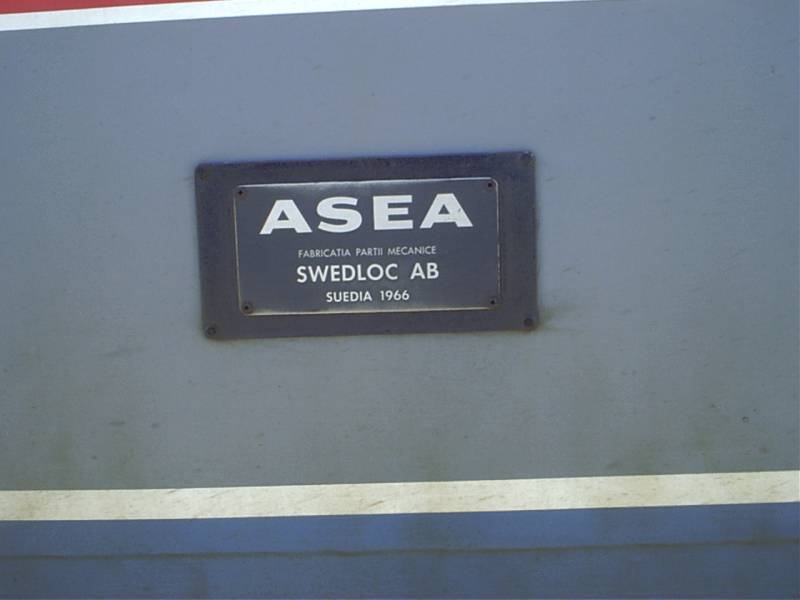 ASEA
FABRICATIA PARTII MECANICE
SWEDLOC AB
SUEDIA 1966